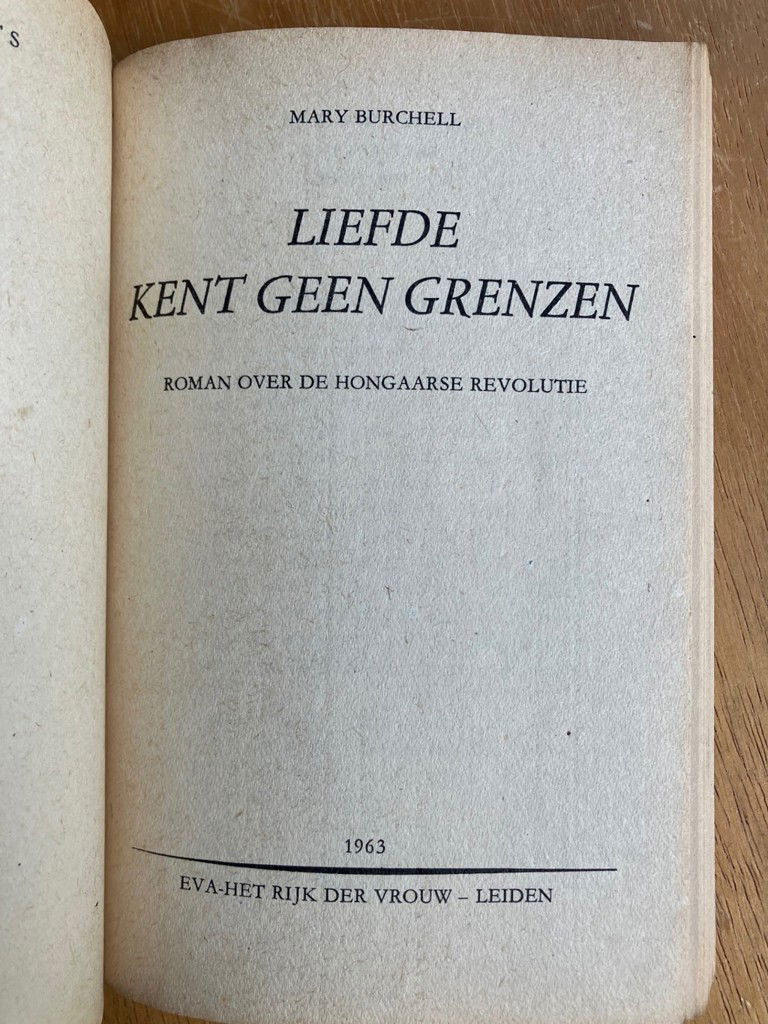 MARY BURCHELL
LIEFDE
KENT GEEN GRENZEN
ROMAN OVER DE HONGAARSE REVOLUTIE
1963
EVA-HET RIJK DER VROUW – LEIDEN